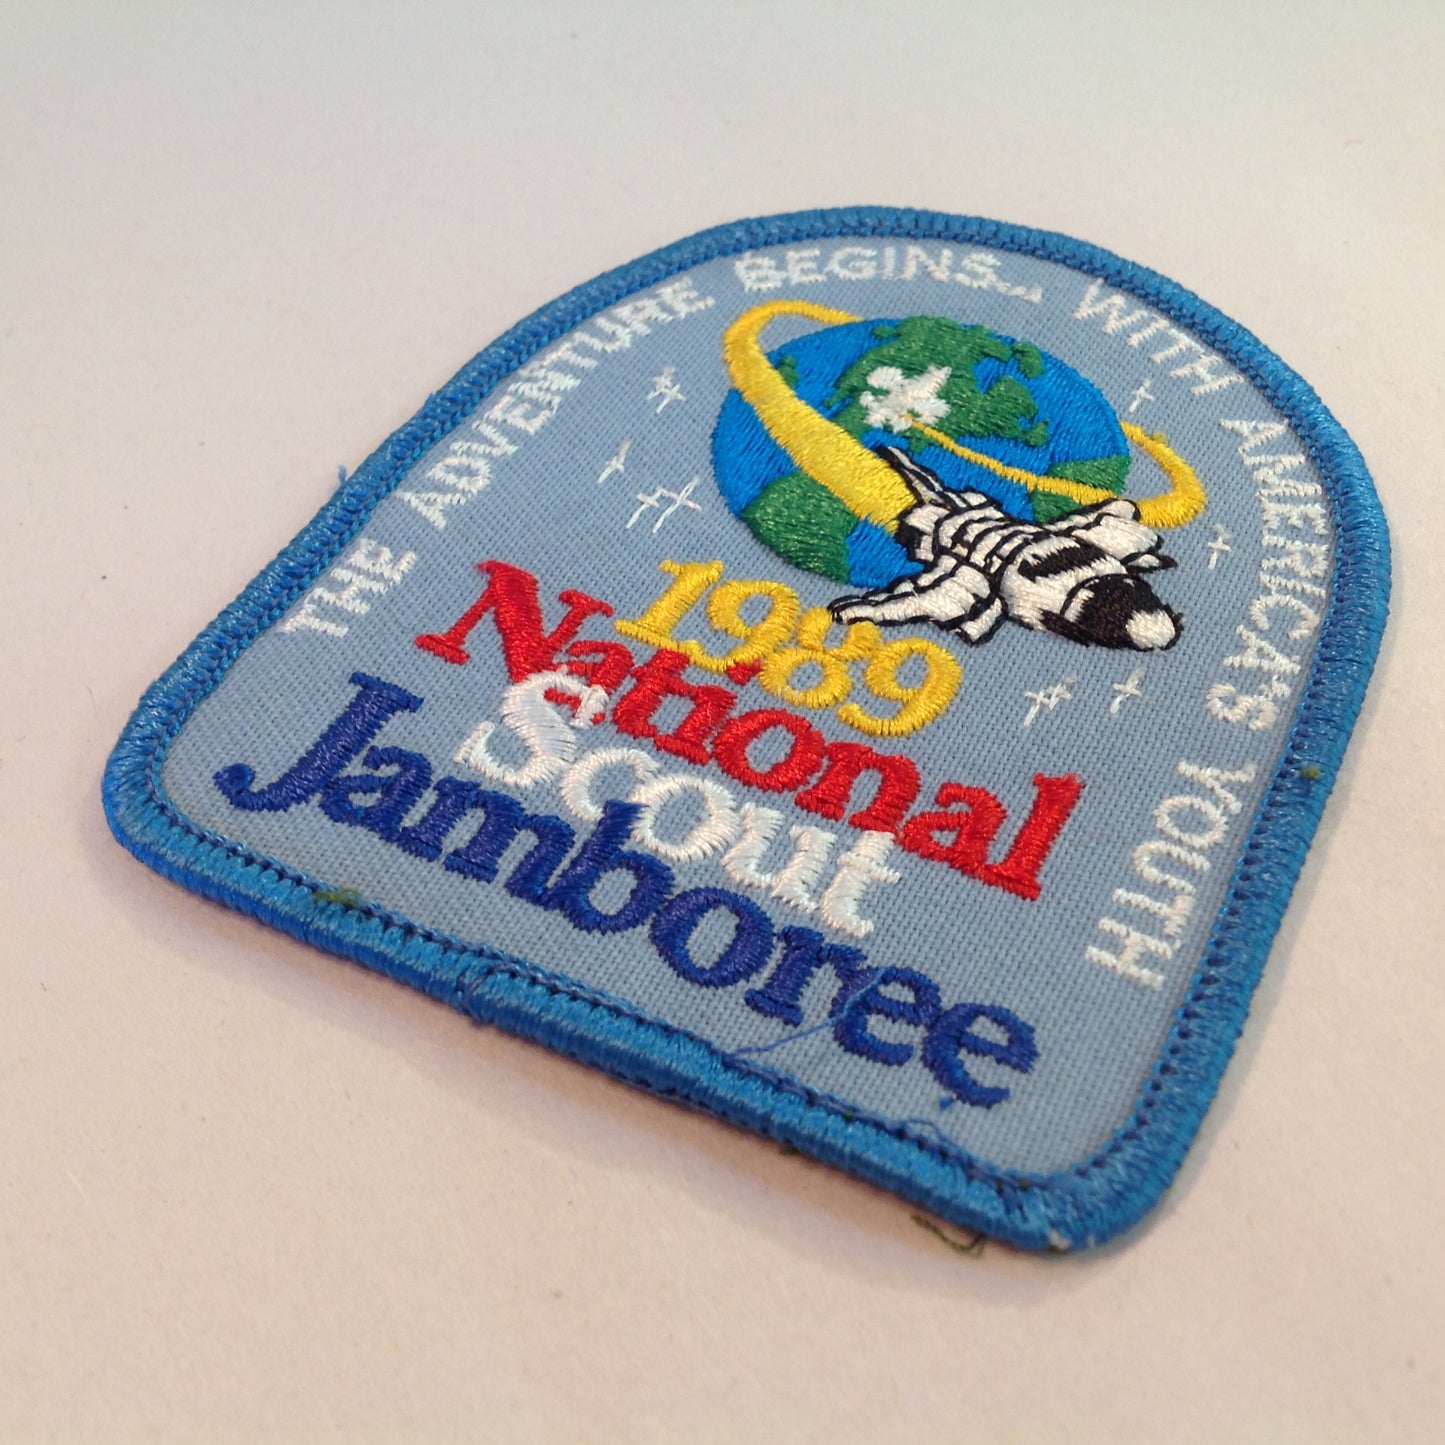 THE ADVENTURE BEGINS... WITH AMERICA'S YOUTH
1989
National
Scout
Jamboree